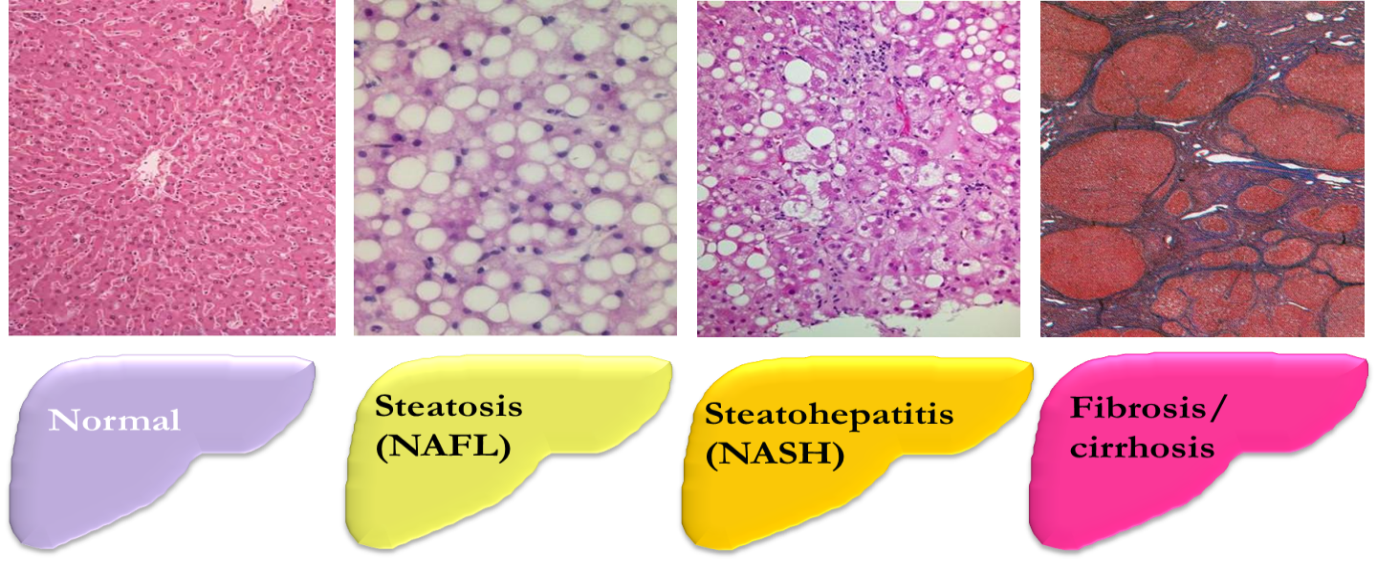 Normal
Steatosis
(NAFL)
Steatohepatitis
(NASH)
Fibrosis/
cirrhosis